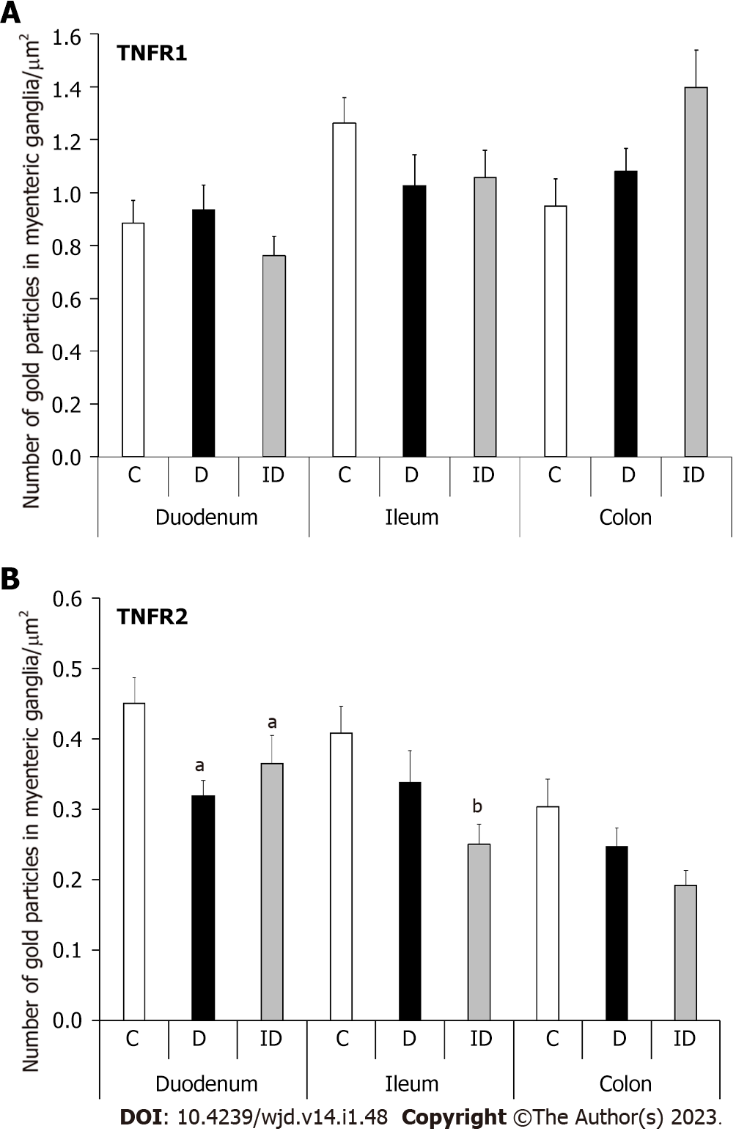 A
TNFR1
Number of gold particles in myenteric ganglia/μm²
1.6
1.4
1.2
1.0
0.8
0.6
0.4
0.2
0.0
C D ID C D ID C D ID
Duodenum Ileum Colon
B
TNFR2
Number of gold particles in myenteric ganglia/μm²
0.6
0.5
0.4
0.3
0.2
0.1
0.0
a a b
C D ID C D ID C D ID
Duodenum Ileum Colon
DOI: 10.4239/wjd.v14.i1.48 Copyright ©The Author(s) 2023.